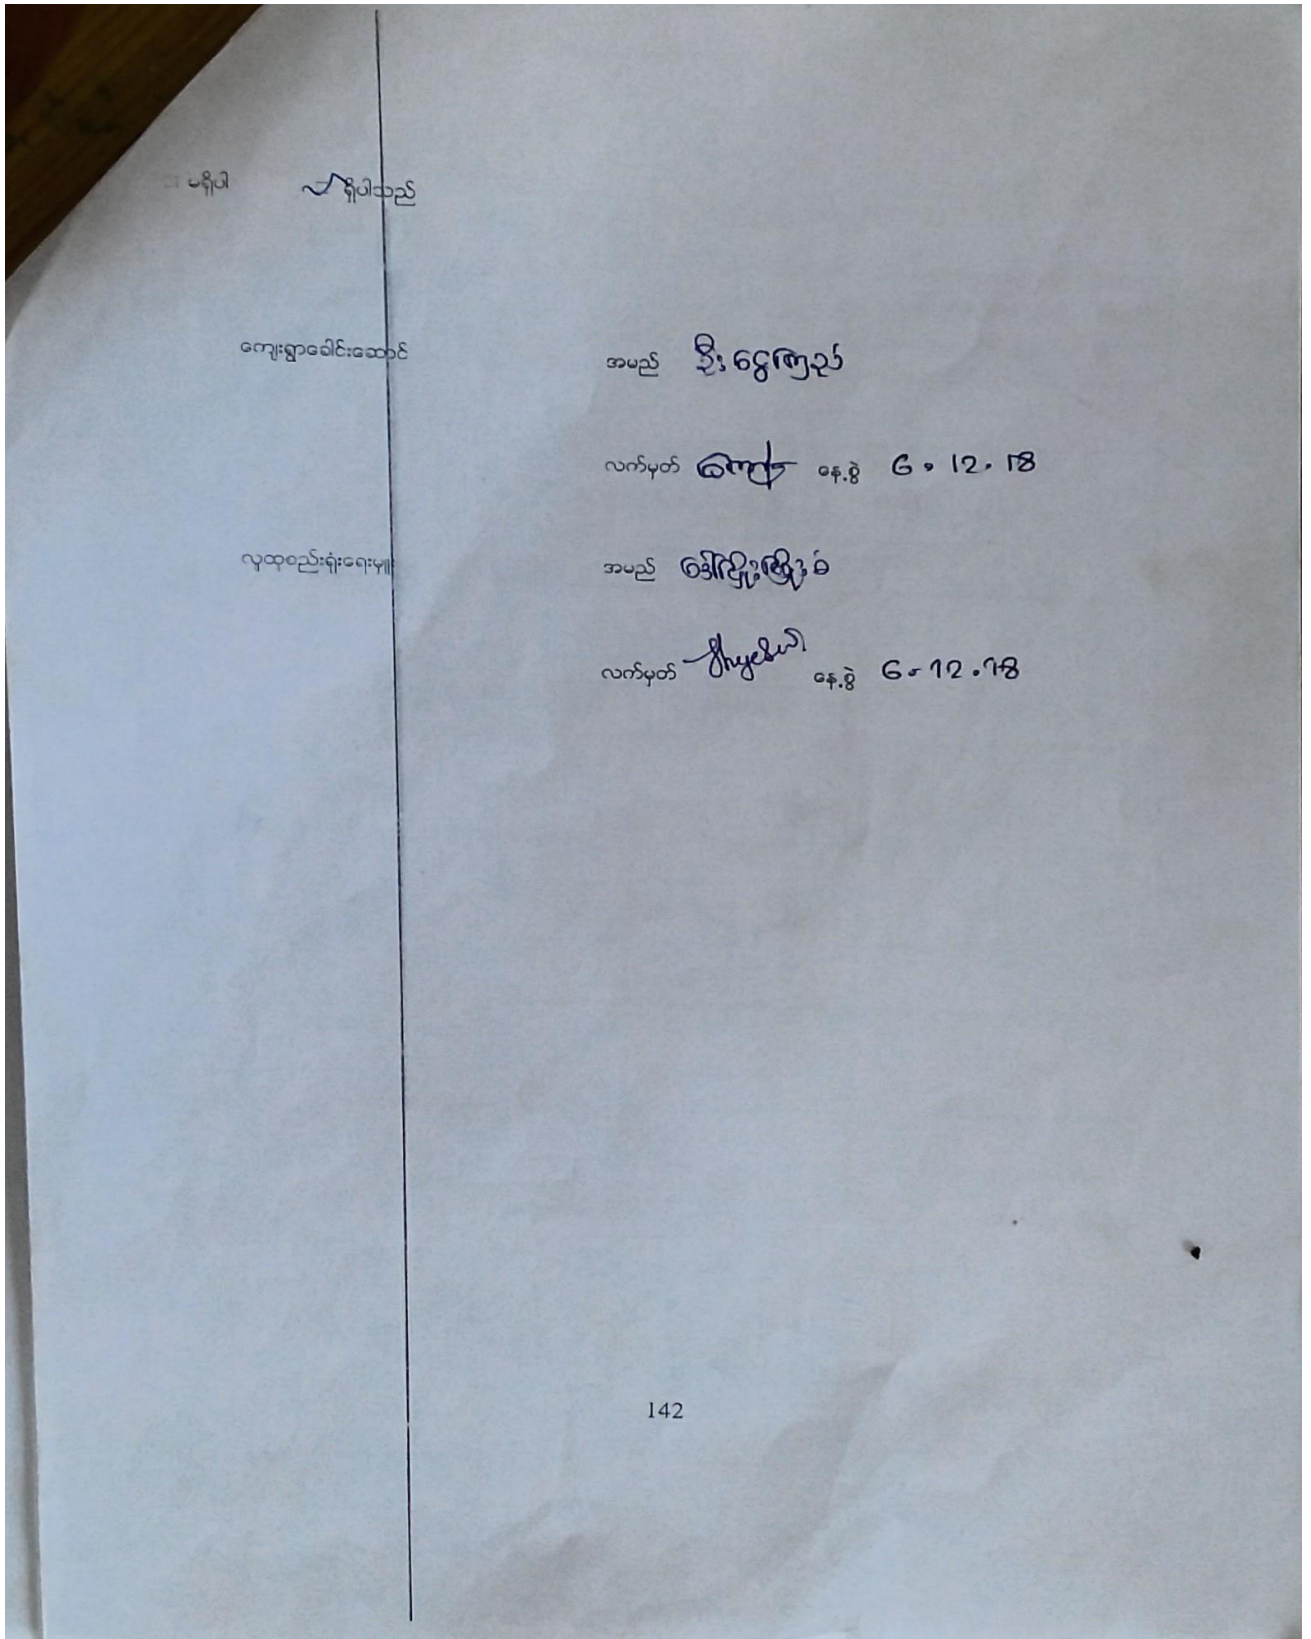 မရှိပါ ရှိပါသည်
ကျေးရွာခေါင်းဆောင်
အမည် ဦးငွေကြည်
လက်မှတ် နေ့စွဲ 6.12.18
လူထုစည်းရုံးရေးမှူး
အမည်
လက်မှတ် နေ့စွဲ 6.12.18
142